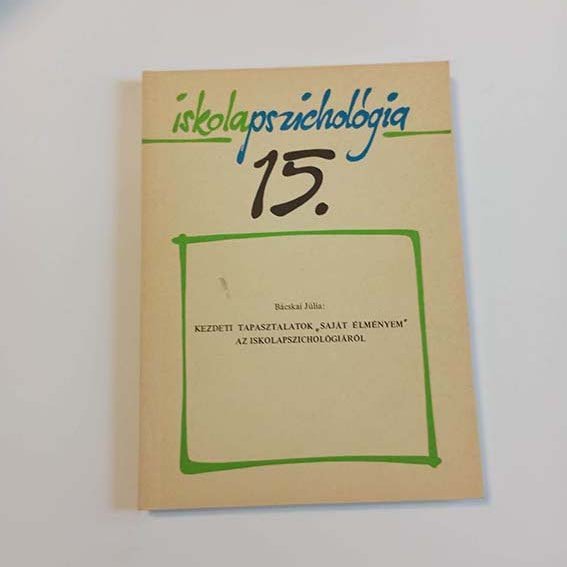 iskolapszichológia
15.
Bácskai Júlia:
KEZDETI TAPASZTALATOK „SAJÁT ÉLMÉNYEM"
AZ ISKOLAPSZICHOLÓGIÁRÓL